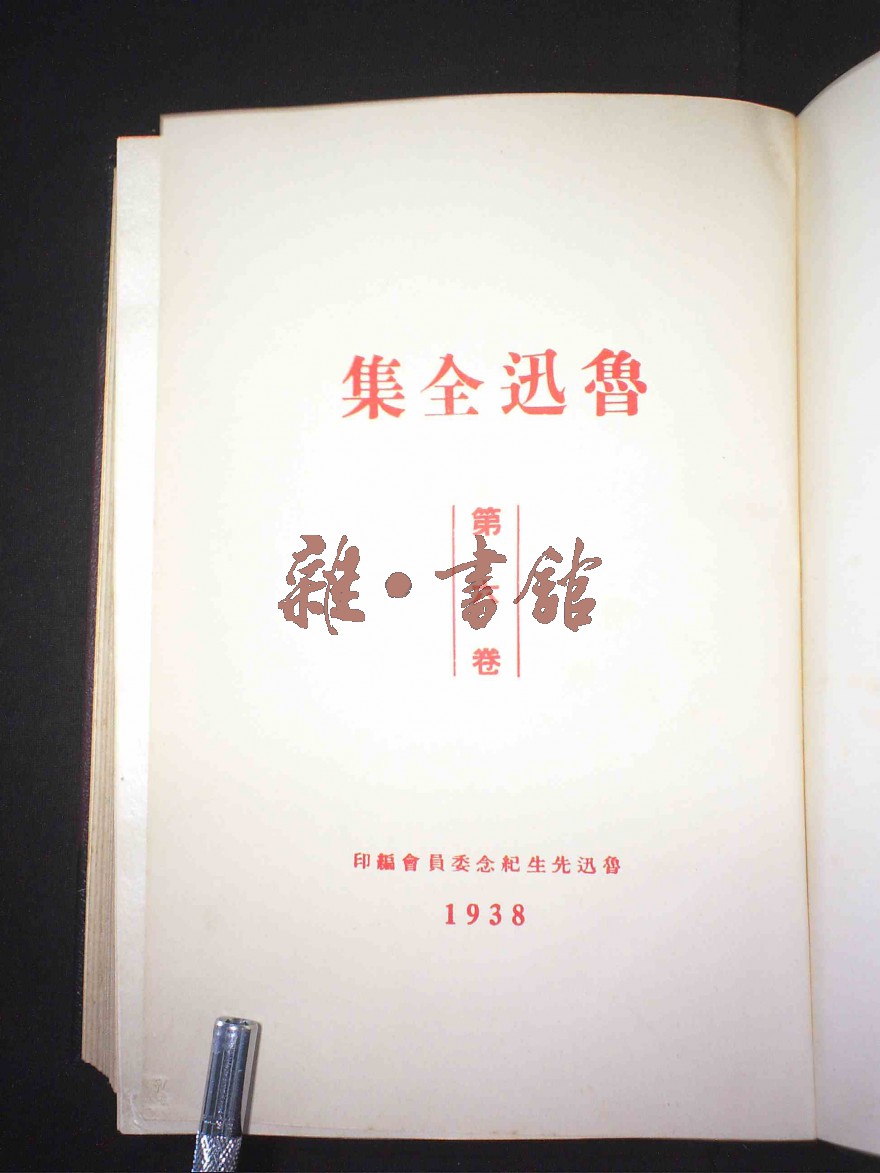 魯迅全集
第
卷
雜·書舘
魯迅先生紀念委員會編印
1938